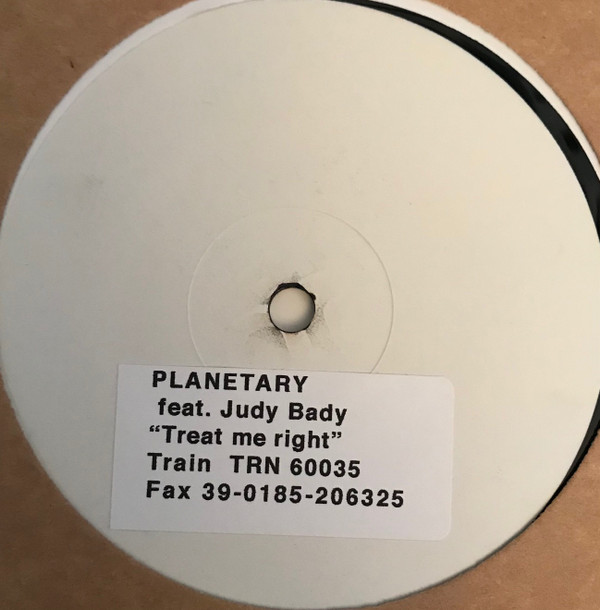 PLANETARY
feat. Judy Bady
“Treat me right”
Train TRN 60035
Fax 39-0185-206325